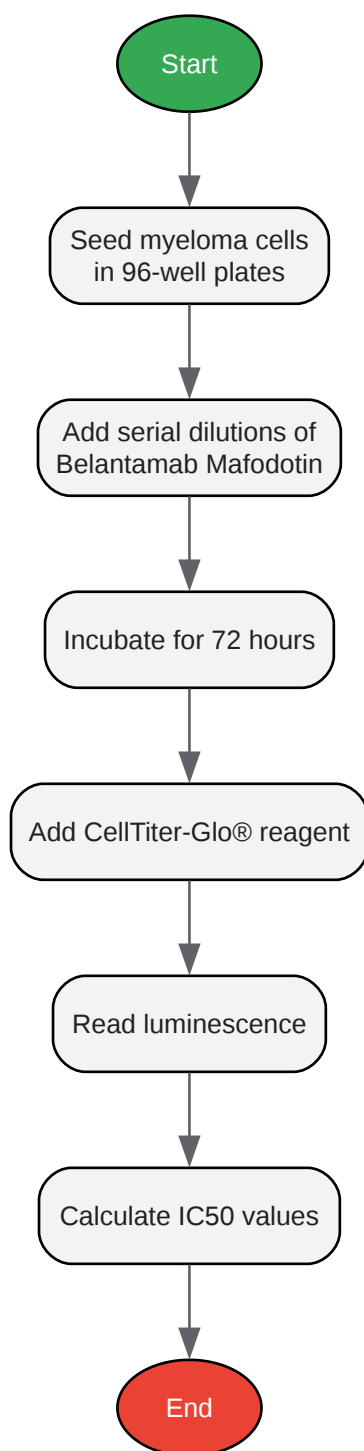 Start
Seed myeloma cells
in 96-well plates
Add serial dilutions of
Belantamab Mafodotin
Incubate for 72 hours
Add CellTiter-Glo® reagent
Read luminescence
Calculate IC50 values
End